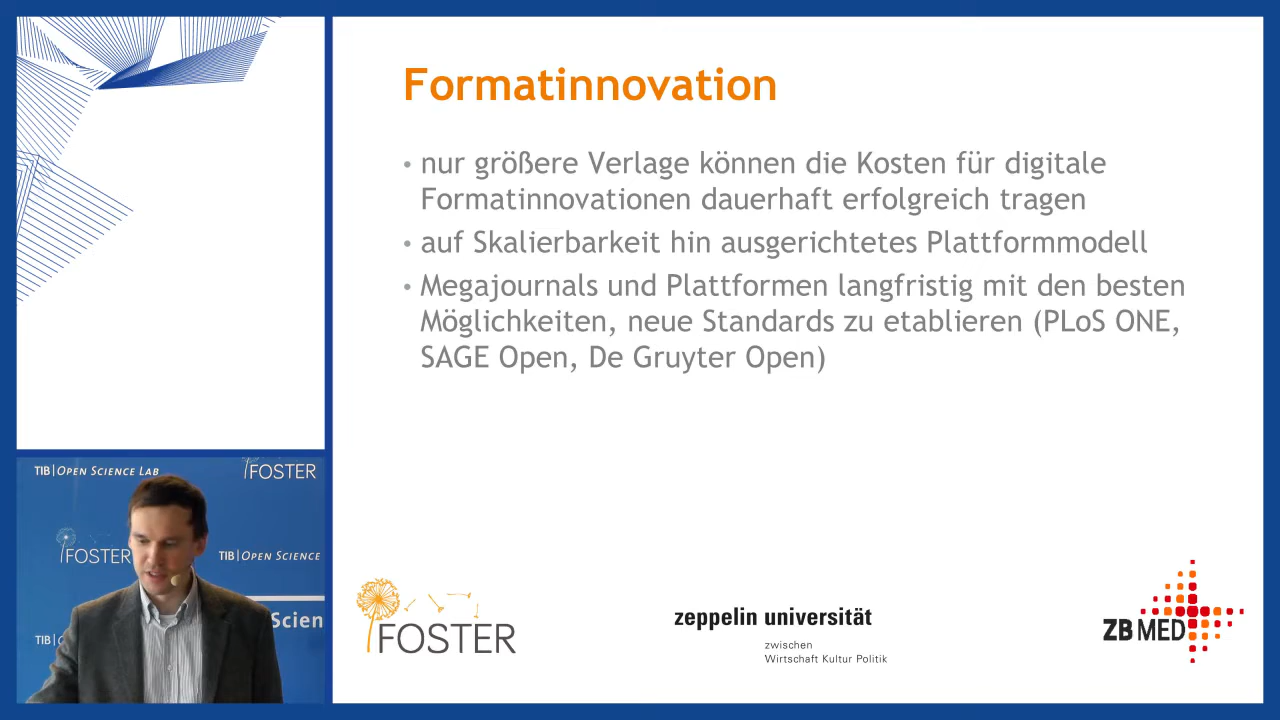 Formatinnovation
• nur größere Verlage können die Kosten für digitale
Formatinnovationen dauerhaft erfolgreich tragen
• auf Skalierbarkeit hin ausgerichtetes Plattformmodell
• Megajournals und Plattformen langfristig mit den besten
Möglichkeiten, neue Standards zu etablieren (PLoS ONE,
SAGE Open, De Gruyter Open)
TIB|OPEN SCIENCE LAB
FOSTER
FOSTER
TIB|OPEN SCIENCE
Scien
TIB|
FOSTER
zeppelin universität
zwischen
Wirtschaft Kultur Politik
ZB MED